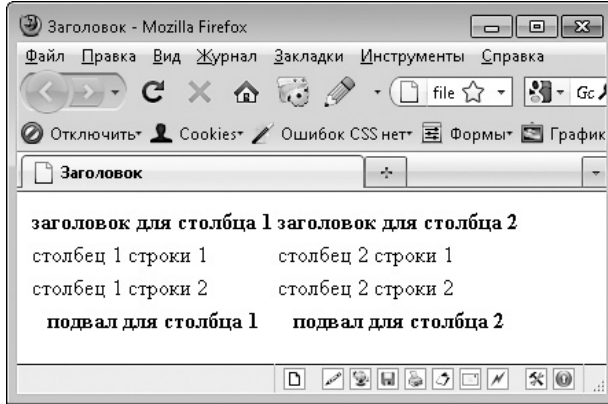 Заголовок - Mozilla Firefox
Файл Правка Вид Журнал Закладки Инструменты Справка
file Gc
Отключить Cookies Ошибок CSS нет Формы График
Заголовок
заголовок для столбца 1 заголовок для столбца 2
столбец 1 строки 1 столбец 2 строки 1
столбец 1 строки 2 столбец 2 строки 2
подвал для столбца 1 подвал для столбца 2